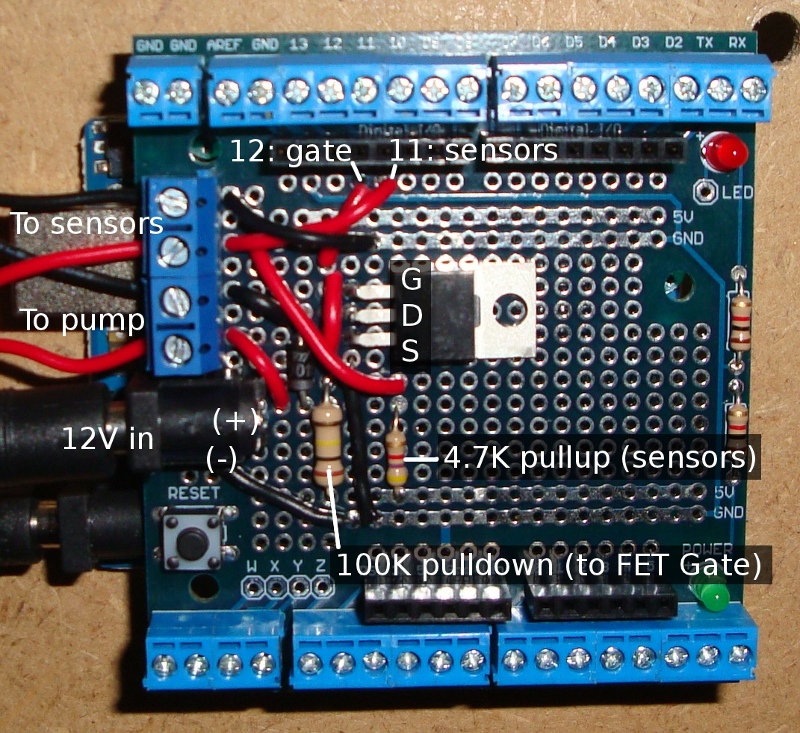 GND GND AREF GND 13 12 11 10 D6 D5 D4 D3 D2 TX RX
Digital I/O Digital I/O
12: gate 11: sensors
+
LED
To sensors
5V
GND
G
To pump
D
S
(+)
12V in
(-)
4.7K pullup (sensors)
RESET
5V
GND
POWER
W X Y Z
100K pulldown (to FET Gate)